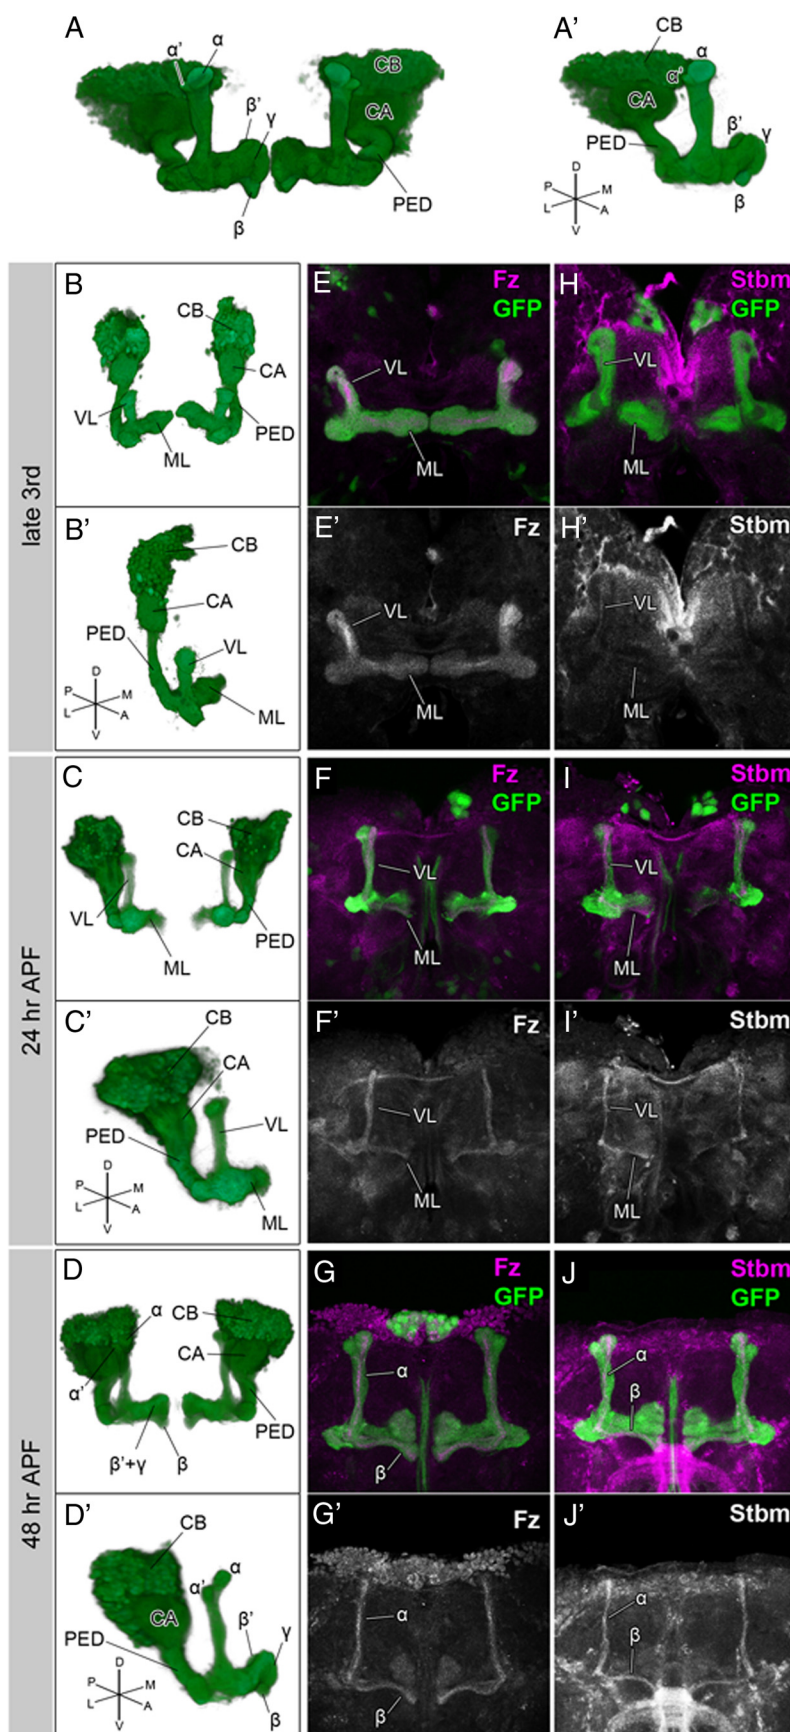 A
α'
α
CB
CA
β'
γ
β
PED
A'
CB
α
α'
CA
PED
β'
γ
β
D
P M
L A
V
late 3rd
B
CB
CA
VL
PED
ML
E
Fz
GFP
VL
ML
H
Stbm
GFP
VL
ML
B'
CB
CA
PED
VL
ML
D
P M
L A
V
E'
Fz
VL
ML
H'
Stbm
VL
ML
24 hr APF
C
CB
CA
VL
ML
PED
F
Fz
GFP
VL
ML
I
Stbm
GFP
VL
ML
C'
CB
CA
PED
VL
ML
D
P M
L A
V
F'
Fz
VL
ML
I'
Stbm
VL
ML
48 hr APF
D
α
CB
CA
α'
PED
β'+γ
β
G
Fz
GFP
α
β
J
Stbm
GFP
α
β
D'
CB
α
α'
CA
PED
β'
γ
β
D
P M
L A
V
G'
Fz
α
β
J'
Stbm
α
β